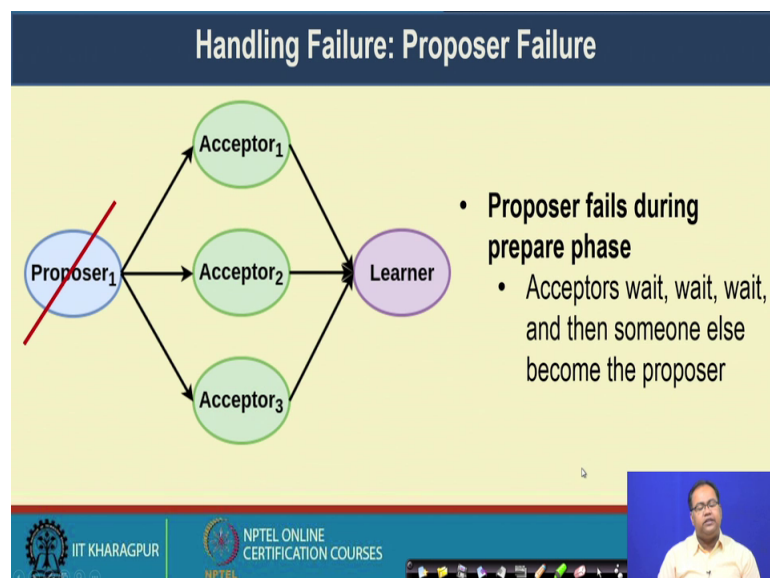 Handling Failure: Proposer Failure
Acceptor1
Proposer1
Acceptor2
Learner
Acceptor3
• Proposer fails during
prepare phase
• Acceptors wait, wait, wait,
and then someone else
become the proposer
IIT KHARAGPUR
NPTEL ONLINE
CERTIFICATION COURSES
NPTEL